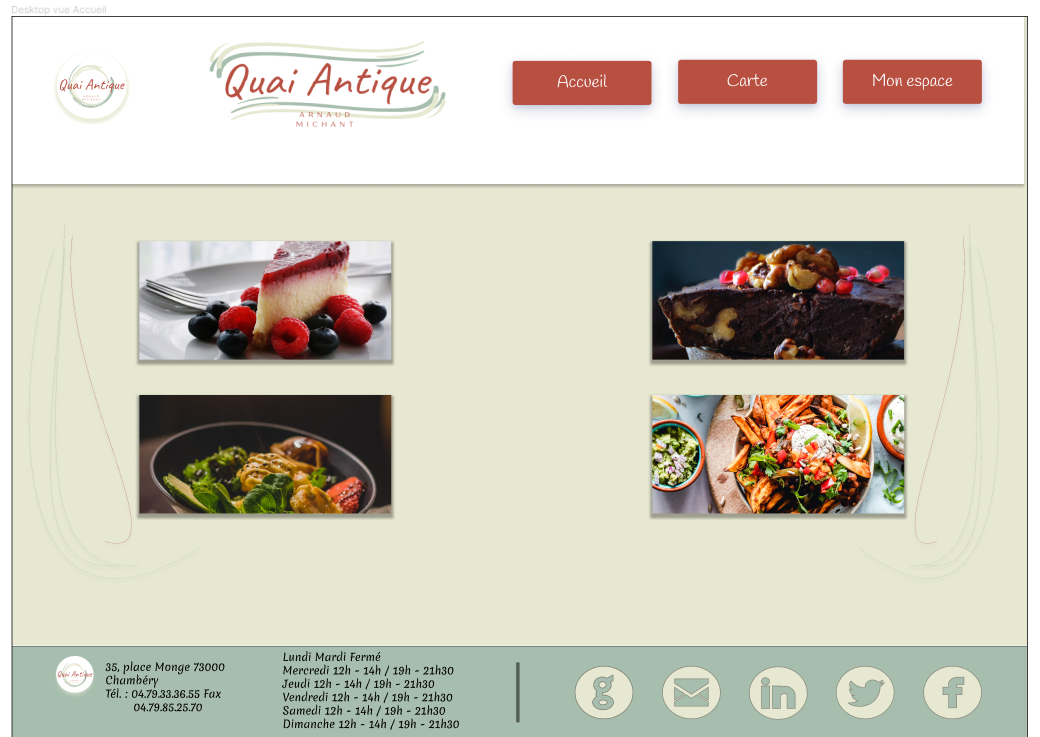 Desktop vue Accueil
Quai Antique
Quai Antique
ARNAUD
MICHANT
Accueil
Carte
Mon espace
Quai Antique
35, place Monge 73000
Chambéry
Tél. : 04.79.33.36.55 Fax
04.79.85.25.70
Lundi Mardi Fermé
Mercredi 12h - 14h / 19h - 21h30
Jeudi 12h - 14h / 19h - 21h30
Vendredi 12h - 14h / 19h - 21h30
Samedi 12h - 14h / 19h - 21h30
Dimanche 12h - 14h / 19h - 21h30
g
in
f